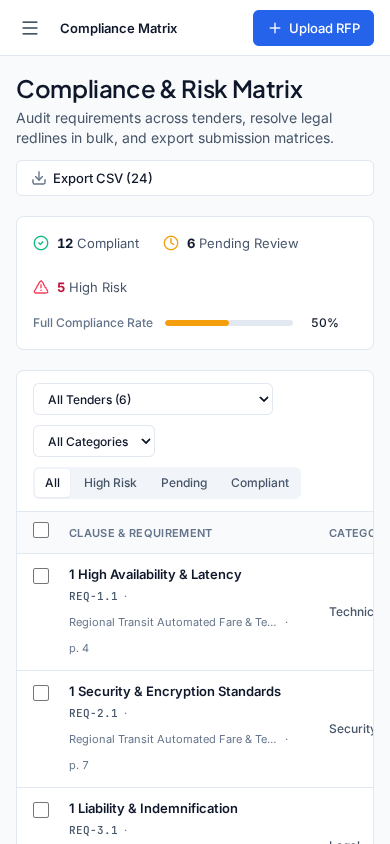 Compliance Matrix
Upload RFP
Compliance & Risk Matrix
Audit requirements across tenders, resolve legal
redlines in bulk, and export submission matrices.
Export CSV (24)
12 Compliant
6 Pending Review
5 High Risk
Full Compliance Rate
50%
All Tenders (6)
All Categories
All
High Risk
Pending
Compliant
CLAUSE & REQUIREMENT
CATEGO
1 High Availability & Latency
REQ-1.1 ·
Regional Transit Automated Fare & Te... ·
p. 4
Technic
1 Security & Encryption Standards
REQ-2.1 ·
Regional Transit Automated Fare & Te... ·
p. 7
Security
1 Liability & Indemnification
REQ-3.1 ·